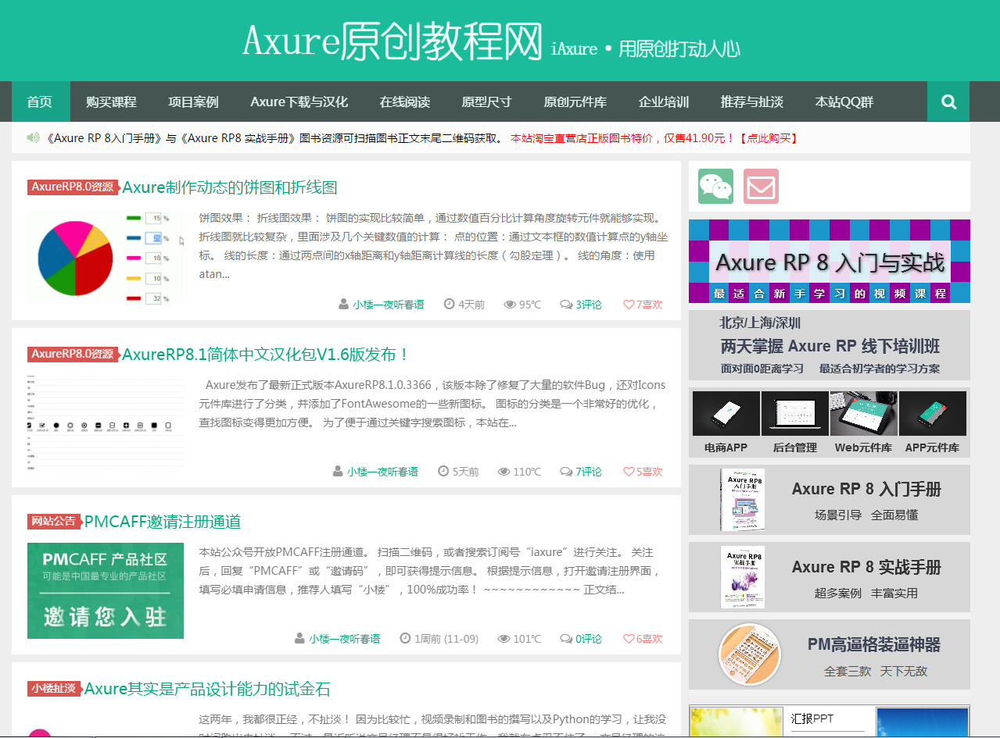 Axure原创教程网 iAxure • 用原创打动人心
首页 购买课程 项目案例 Axure下载与汉化 在线阅读 原型尺寸 原创元件库 企业培训 推荐与扯淡 本站QQ群
《Axure RP 8入门手册》与《Axure RP8 实战手册》图书资源可扫描图书正文末尾二维码获取。 本站淘宝直营店正版图书特价，仅售41.90元！【点此购买】
AxureRP8.0资源 Axure制作动态的饼图和折线图
15 %
18 %
10 %
32 %
饼图效果： 折线图效果： 饼图的实现比较简单，通过数值百分比计算角度旋转元件就能够实现。
折线图就比较复杂，里面涉及几个关键数值的计算： 点的位置：通过文本框的数值计算点的y轴坐
标。 线的长度：通过两点间的x轴距离和y轴距离计算线的长度（勾股定理）。 线的角度：使用
atan...
小楼一夜听春语 4天前 95℃ 3评论 7喜欢
AxureRP8.0资源 AxureRP8.1简体中文汉化包V1.6版发布！
Axure发布了最新正式版本AxureRP8.1.0.3366，该版本除了修复了大量的软件Bug，还对Icons
元件库进行了分类，并添加了FontAwesome的一些新图标。 图标的分类是一个非常好的优化，
查找图标变得更加方便。 为了便于通过关键字搜索图标，本站在...
小楼一夜听春语 5天前 110℃ 7评论 5喜欢
网站公告 PMCAFF邀请注册通道
PMCAFF 产品社区
可能是中国最专业的产品社区
邀请您入驻
本站公众号开放PMCAFF注册通道。 扫描二维码，或者搜索订阅号“iaxure”进行关注。 关注
后，回复“PMCAFF”或“邀请码”，即可获得提示信息。 根据提示信息，打开邀请注册界面，
填写必填申请信息，推荐人填写“小楼”，100%成功率！ ~~~~~~~~~~~~ 正文结...
小楼一夜听春语 1周前 (11-09) 101℃ 0评论 6喜欢
小楼扯淡 Axure其实是产品设计能力的试金石
这两年，我都很正经，不扯淡！ 因为比较忙，视频录制和图书的撰写以及Python的学习，让我没
Axure RP 8 入门与实战
最适合新手学习的视频课程
北京/上海/深圳
两天掌握 Axure RP 线下培训班
面对面0距离学习 最适合初学者的学习方案
电商APP 后台管理 Web元件库 APP元件库
Axure RP8
入门手册
Axure RP 8 入门手册
场景引导 全面易懂
Axure RP8
实战手册
Axure RP 8 实战手册
超多案例 丰富实用
PM高逼格装逼神器
全套三款 天下无敌
汇报PPT